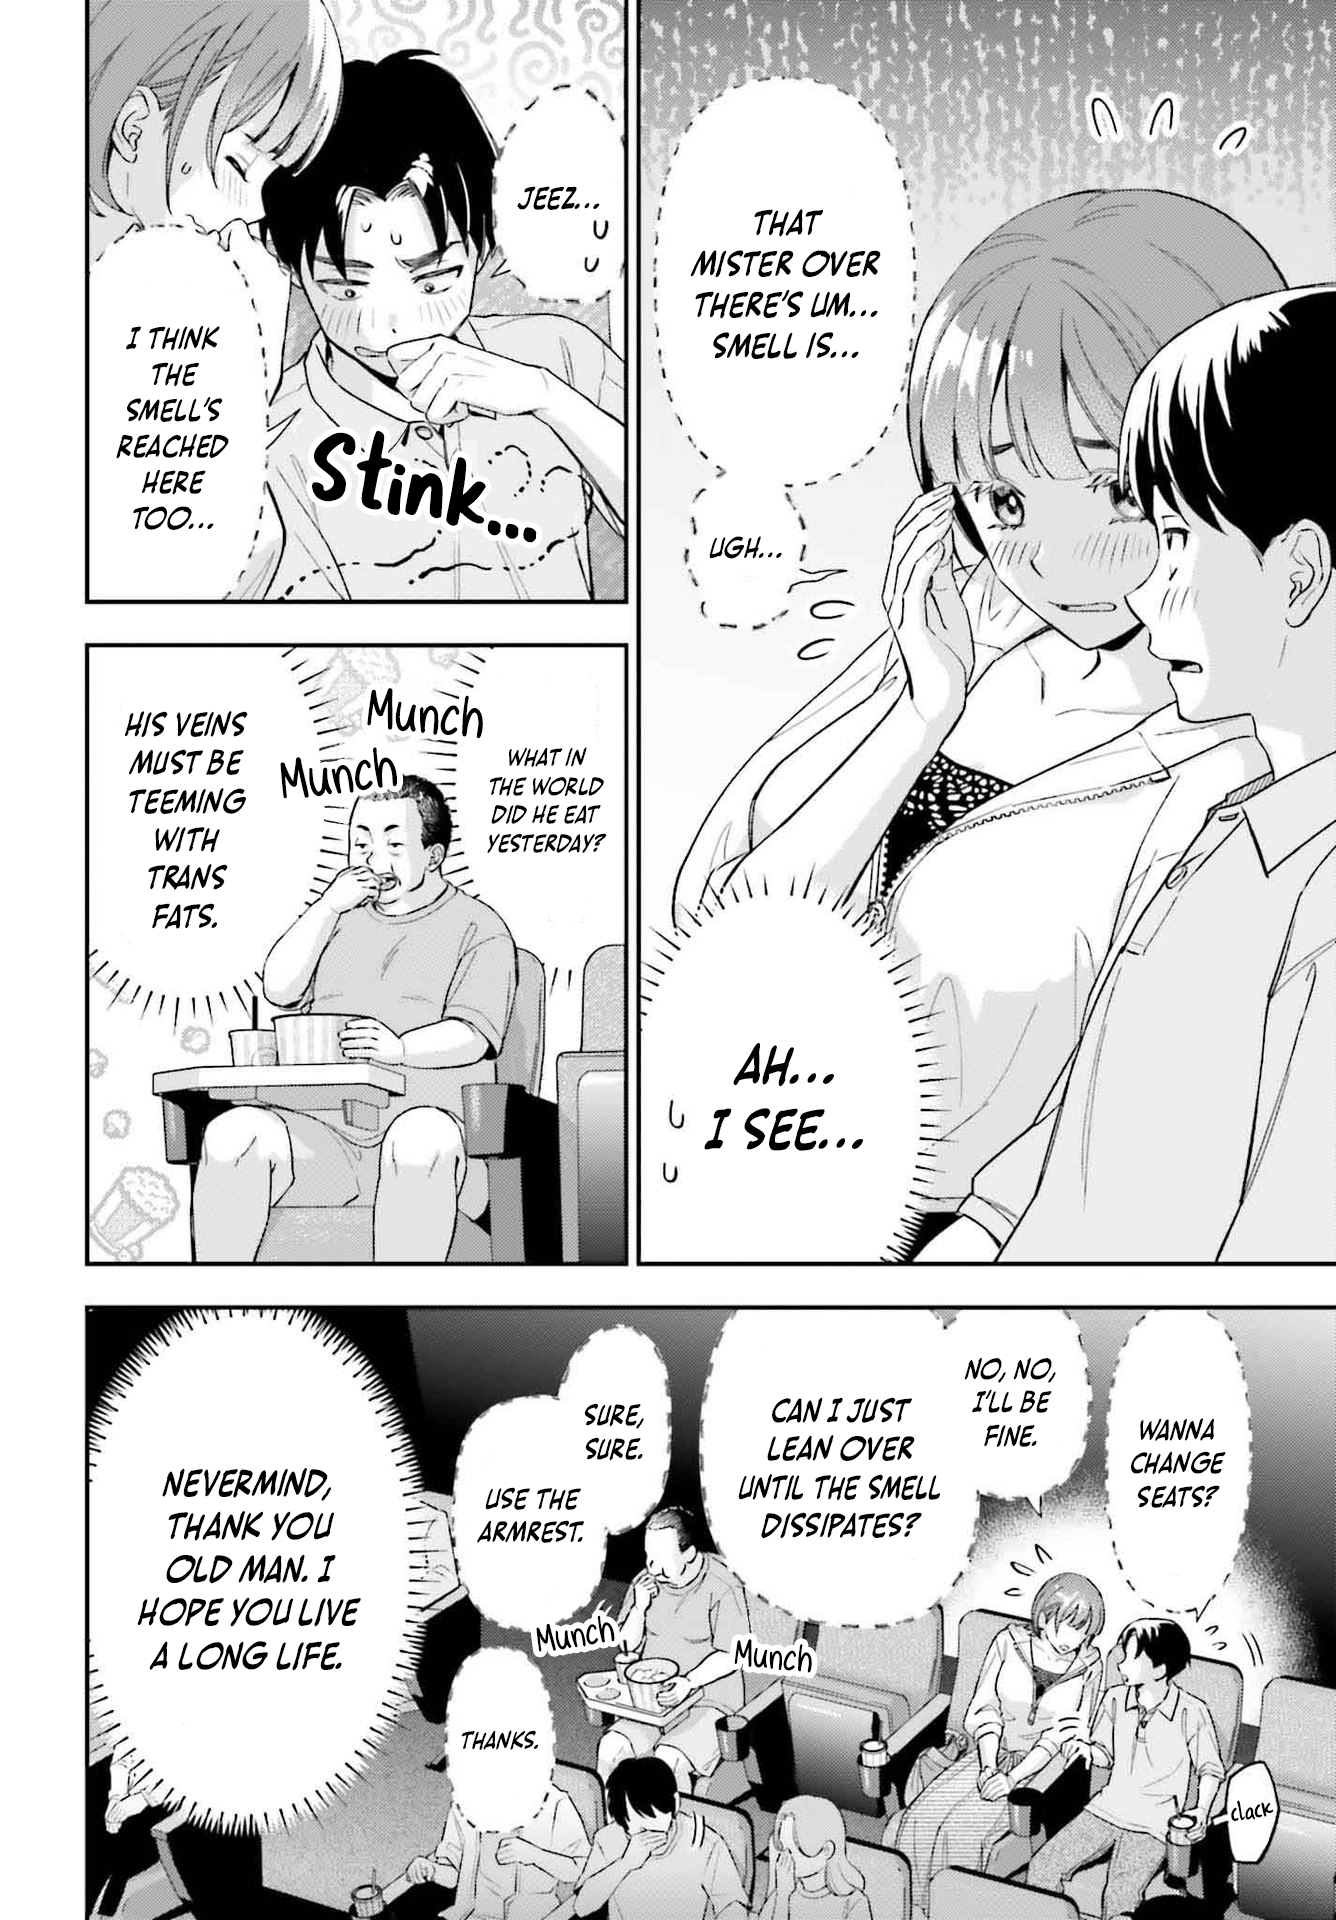 THAT
MISTER OVER
THERE'S UM...
SMELL IS...
UGH...
AH...
I SEE...
JEEZ...
I THINK
THE
SMELL'S
REACHED
HERE
TOO...
Stink...
WHAT IN
THE WORLD
DID HE EAT
YESTERDAY?
Munch
Munch
HIS VEINS
MUST BE
TEEMING
WITH
TRANS
FATS.
WANNA
CHANGE
SEATS?
NO, NO,
I'LL BE
FINE.
CAN I JUST
LEAN OVER
UNTIL THE SMELL
DISSIPATES?
clack
SURE,
SURE.
USE THE
ARMREST.
Munch
Munch
THANKS.
NEVERMIND,
THANK YOU
OLD MAN. I
HOPE YOU LIVE
A LONG LIFE.